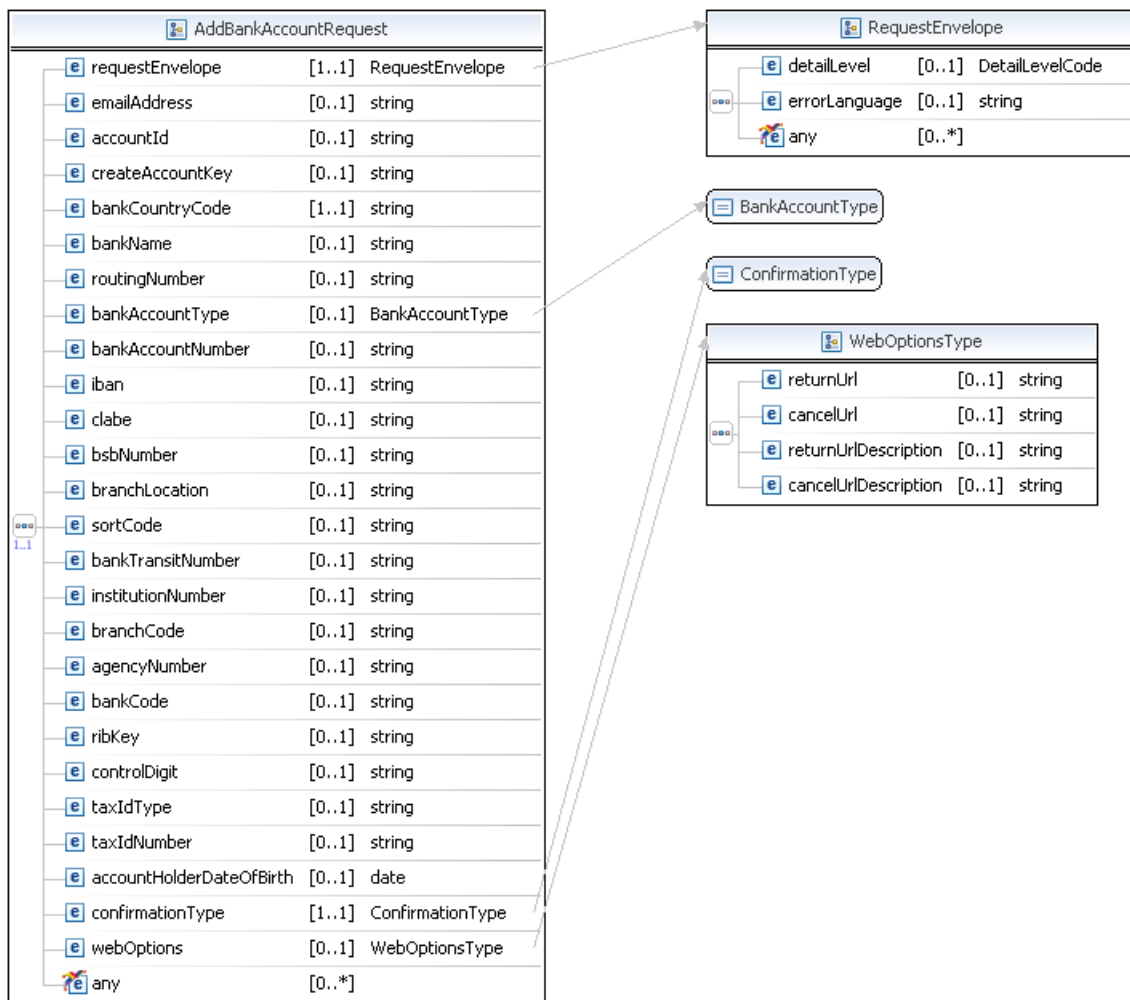 AddBankAccountRequest
e requestEnvelope [1..1] RequestEnvelope
e emailAddress [0..1] string
e accountId [0..1] string
e createAccountKey [0..1] string
e bankCountryCode [1..1] string
e bankName [0..1] string
e routingNumber [0..1] string
e bankAccountType [0..1] BankAccountType
e bankAccountNumber [0..1] string
e iban [0..1] string
e clabe [0..1] string
e bsbNumber [0..1] string
e branchLocation [0..1] string
e sortCode [0..1] string
1..1
e bankTransitNumber [0..1] string
e institutionNumber [0..1] string
e branchCode [0..1] string
e agencyNumber [0..1] string
e bankCode [0..1] string
e ribKey [0..1] string
e controlDigit [0..1] string
e taxIdType [0..1] string
e taxIdNumber [0..1] string
e accountHolderDateOfBirth [0..1] date
e confirmationType [1..1] ConfirmationType
e webOptions [0..1] WebOptionsType
e any [0..*]
RequestEnvelope
e detailLevel [0..1] DetailLevelCode
e errorLanguage [0..1] string
e any [0..*]
BankAccountType
ConfirmationType
WebOptionsType
e returnUrl [0..1] string
e cancelUrl [0..1] string
e returnUrlDescription [0..1] string
e cancelUrlDescription [0..1] string